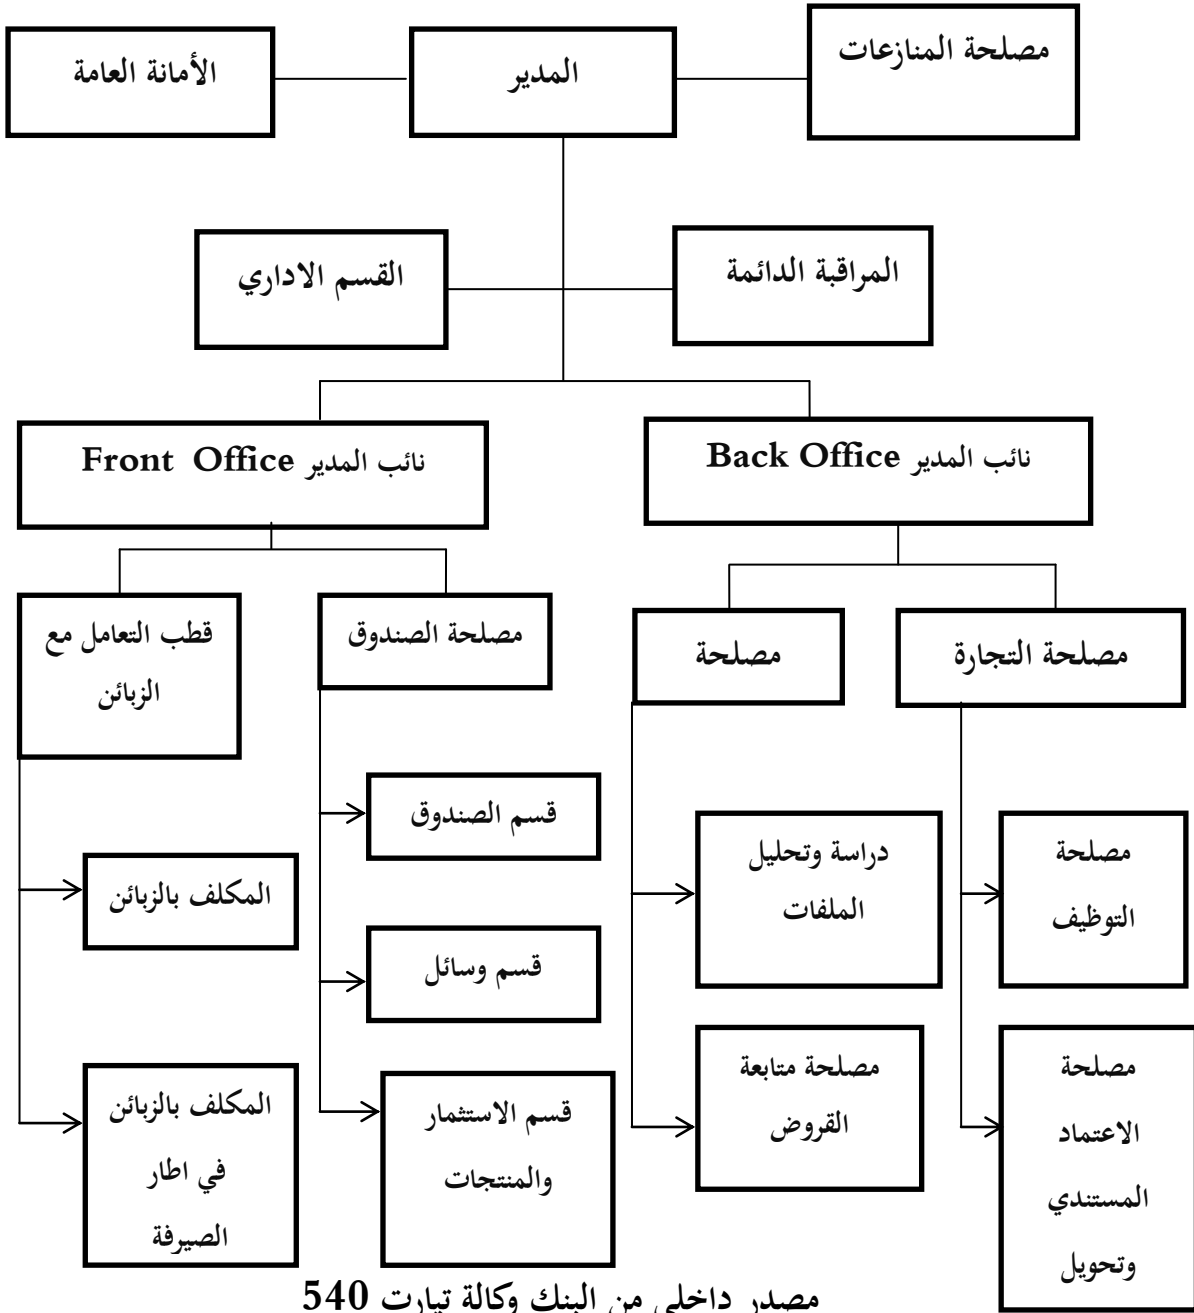 مصلحة المنازعات
المدير
الأمانة العامة
المراقبة الدائمة
القسم الاداري
نائب المدير Back Office
نائب المدير Front Office
مصلحة التجارة
مصلحة
مصلحة الصندوق
قطب التعامل مع
الزبائن
مصلحة
التوظيف
دراسة وتحليل
الملفات
قسم الصندوق
المكلف بالزبائن
قسم وسائل
مصلحة
الاعتماد
المستندي
وتحويل
مصلحة متابعة
القروض
قسم الاستثمار
والمنتجات
المكلف بالزبائن
في اطار
الصيرفة
مصدر داخلي من البنك وكالة تيارت 540